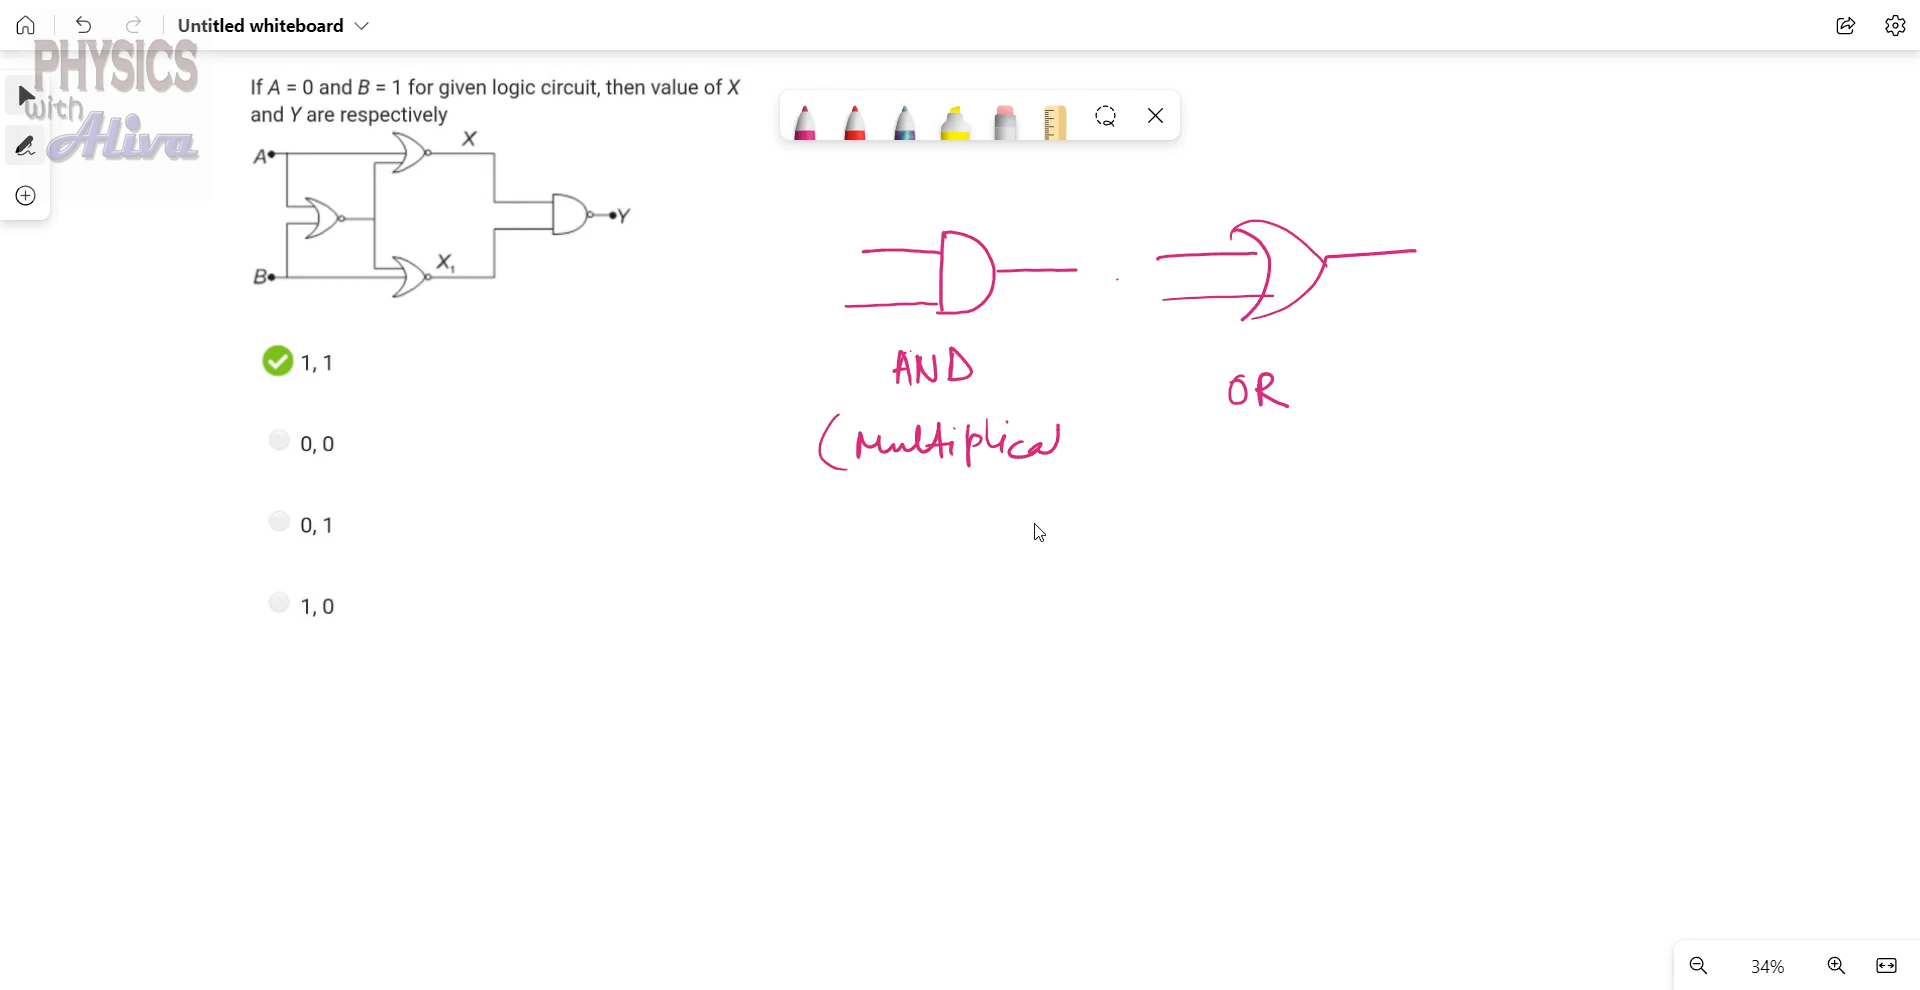 Untitled whiteboard
PHYSICS
with
Aliva
If A = 0 and B = 1 for given logic circuit, then value of X
and Y are respectively
X
A
Y
X₁
B
1, 1
0, 0
0, 1
1, 0
AND
OR
(Multiplica
34%